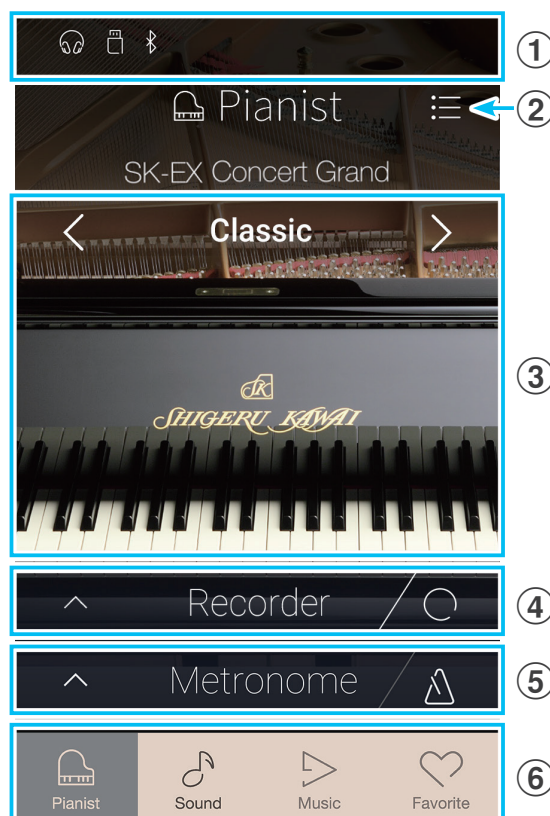 ①
Pianist
②
SK-EX Concert Grand
Classic
SK
SHIGERU KAWAI
③
Recorder
④
Metronome
⑤
Pianist Sound Music Favorite
⑥